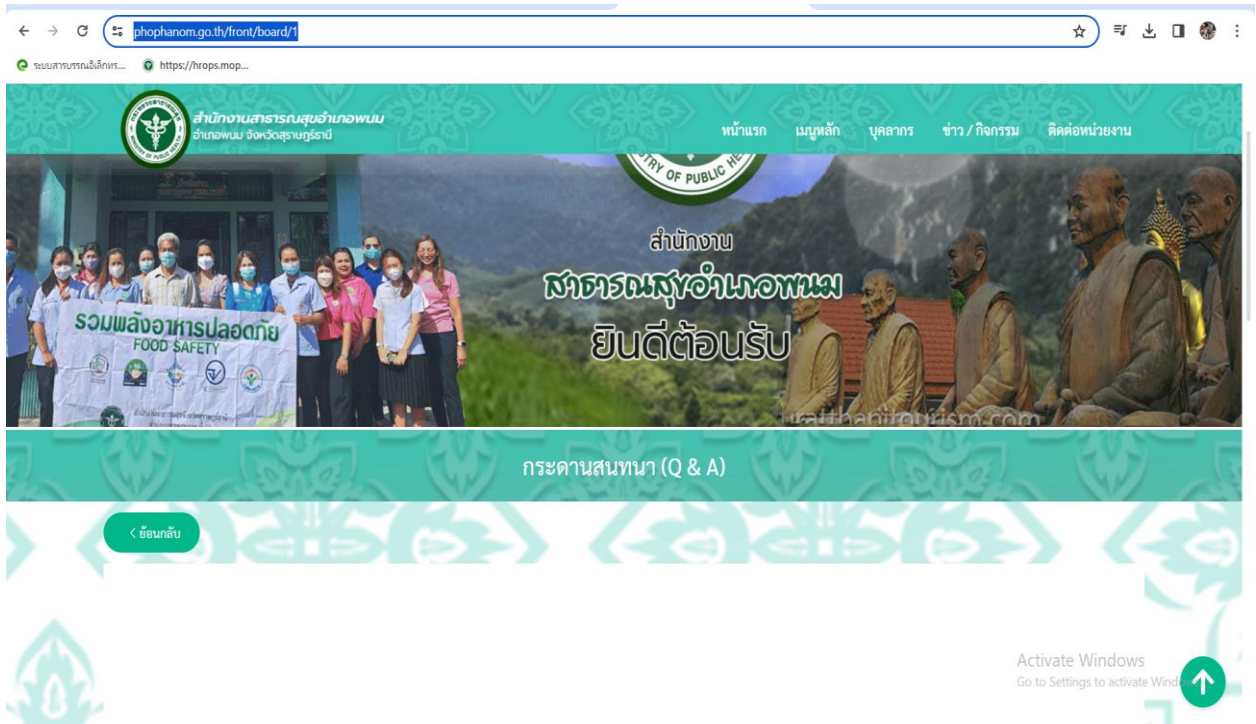 phophanom.go.th/front/board/1
ระบบสารบรรณอิเล็กทร...
https://hrops.mop...
สำนักงานสาธารณสุขอำเภอพนม
อำเภอพนม จังหวัดสุราษฎร์ธานี
หน้าแรก เมนูหลัก บุคลากร ข่าว / กิจกรรม ติดต่อหน่วยงาน
MINISTRY OF PUBLIC HEALTH
สำนักงาน
สาธารณสุขอำเภอพนม
ยินดีต้อนรับ
รวมพลังอาหารปลอดภัย
FOOD SAFETY
กระดานสนทนา (Q & A)
< ย้อนกลับ
Activate Windows
Go to Settings to activate Wind